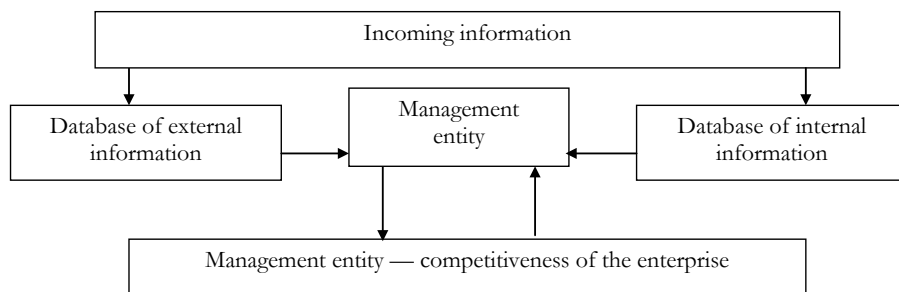 Incoming information
Database of external
information
Management
entity
Database of internal
information
Management entity — competitiveness of the enterprise